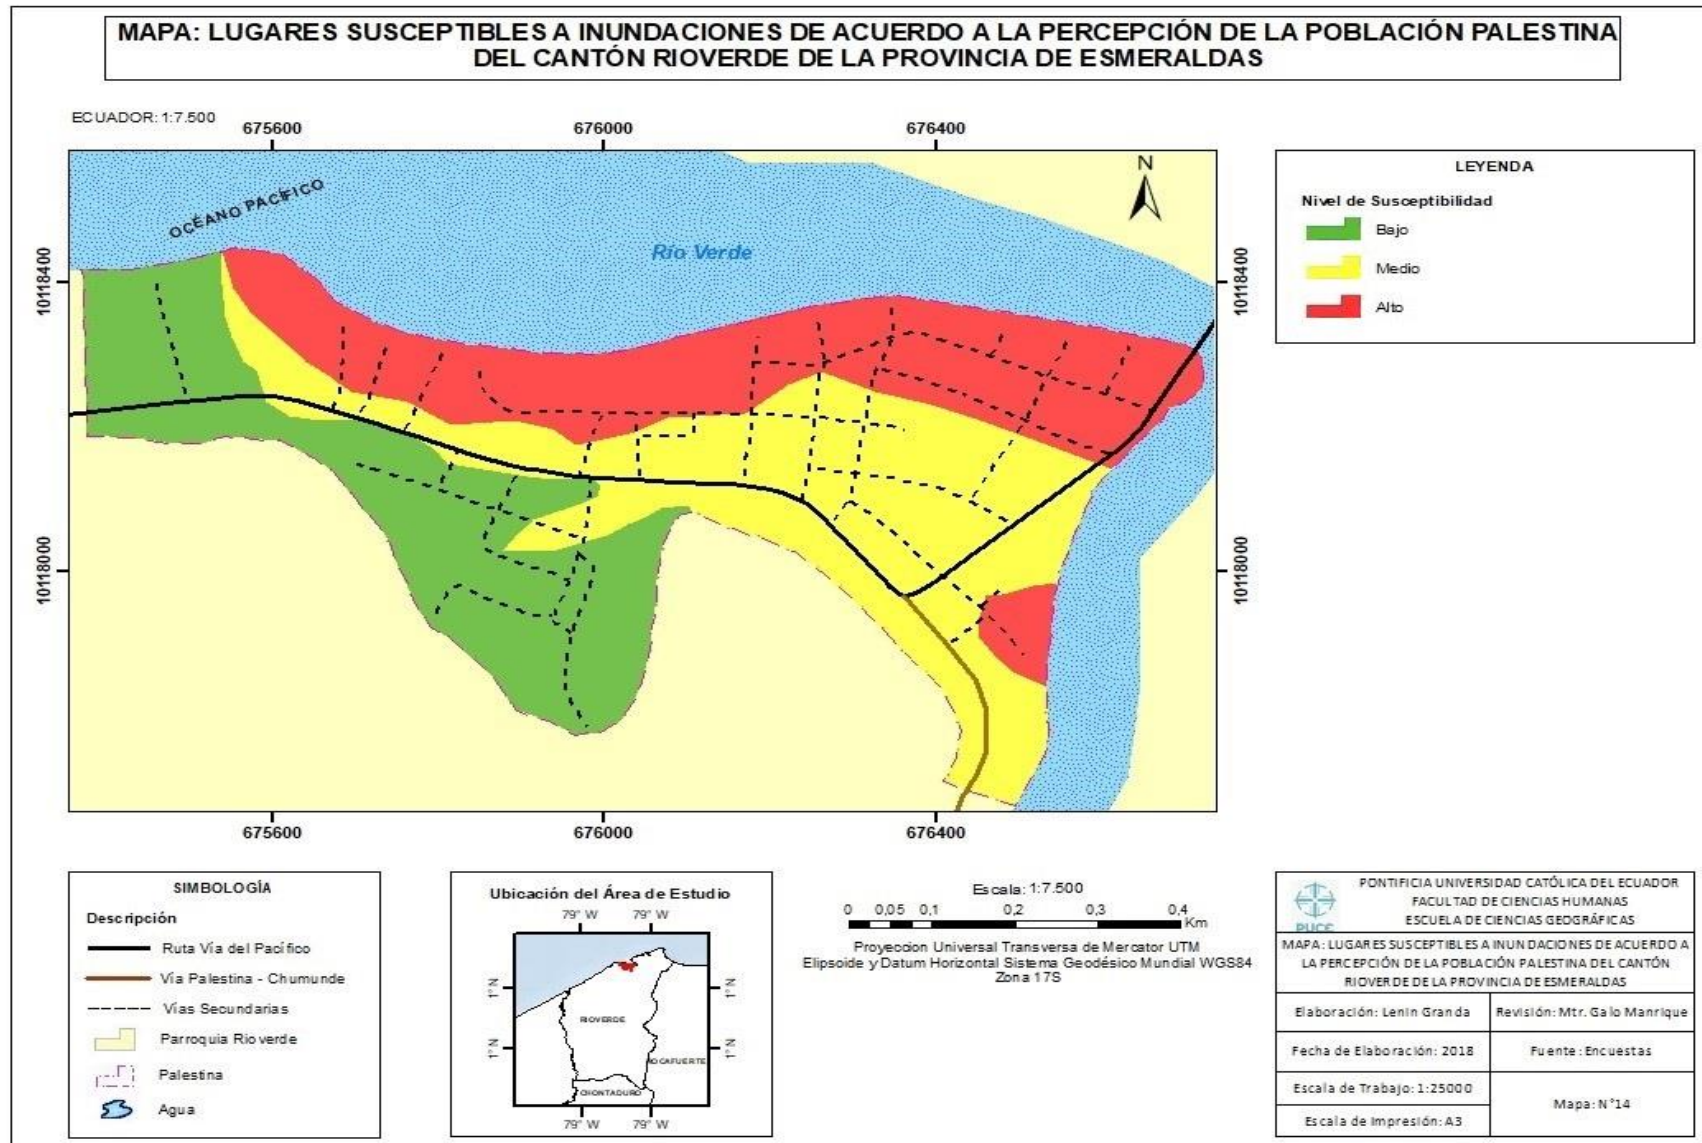 MAPA: LUGARES SUSCEPTIBLES A INUNDACIONES DE ACUERDO A LA PERCEPCIÓN DE LA POBLACIÓN PALESTINA
DEL CANTÓN RIOVERDE DE LA PROVINCIA DE ESMERALDAS
ECUADOR: 1:7.500
675600
676000
676400
10118400
10118000
OCÉANO PACÍFICO
Río Verde
N
10118400
10118000
675600
676000
676400
LEYENDA
Nivel de Susceptibilidad
Bajo
Medio
Alto
SIMBOLOGÍA
Descripción
Ruta Vía del Pacífico
Vía Palestina - Chumunde
Vías Secundarias
Parroquia Rioverde
Palestina
Agua
Ubicación del Área de Estudio
79° W
79° W
1°N
1°N
1°N
1°N
RIOVERDE
ROCAFUERTE
CHONTADURO
79° W
79° W
Escala: 1:7.500
0 0,05 0,1 0,2 0,3 0,4
Km
Proyeccion Universal Transversa de Mercator UTM
Elipsoide y Datum Horizontal Sistema Geodésico Mundial WGS84
Zona 17S
PUCE
PONTIFICIA UNIVERSIDAD CATÓLICA DEL ECUADOR
FACULTAD DE CIENCIAS HUMANAS
ESCUELA DE CIENCIAS GEOGRÁFICAS
MAPA: LUGARES SUSCEPTIBLES A INUNDACIONES DE ACUERDO A
LA PERCEPCIÓN DE LA POBLACIÓN PALESTINA DEL CANTÓN
RIOVERDE DE LA PROVINCIA DE ESMERALDAS
Elaboración: Lenin Granda
Revisión: Mtr. Galo Manrique
Fecha de Elaboración: 2018
Fuente: Encuestas
Escala de Trabajo: 1:25000
Mapa: N°14
Escala de Impresión: A3